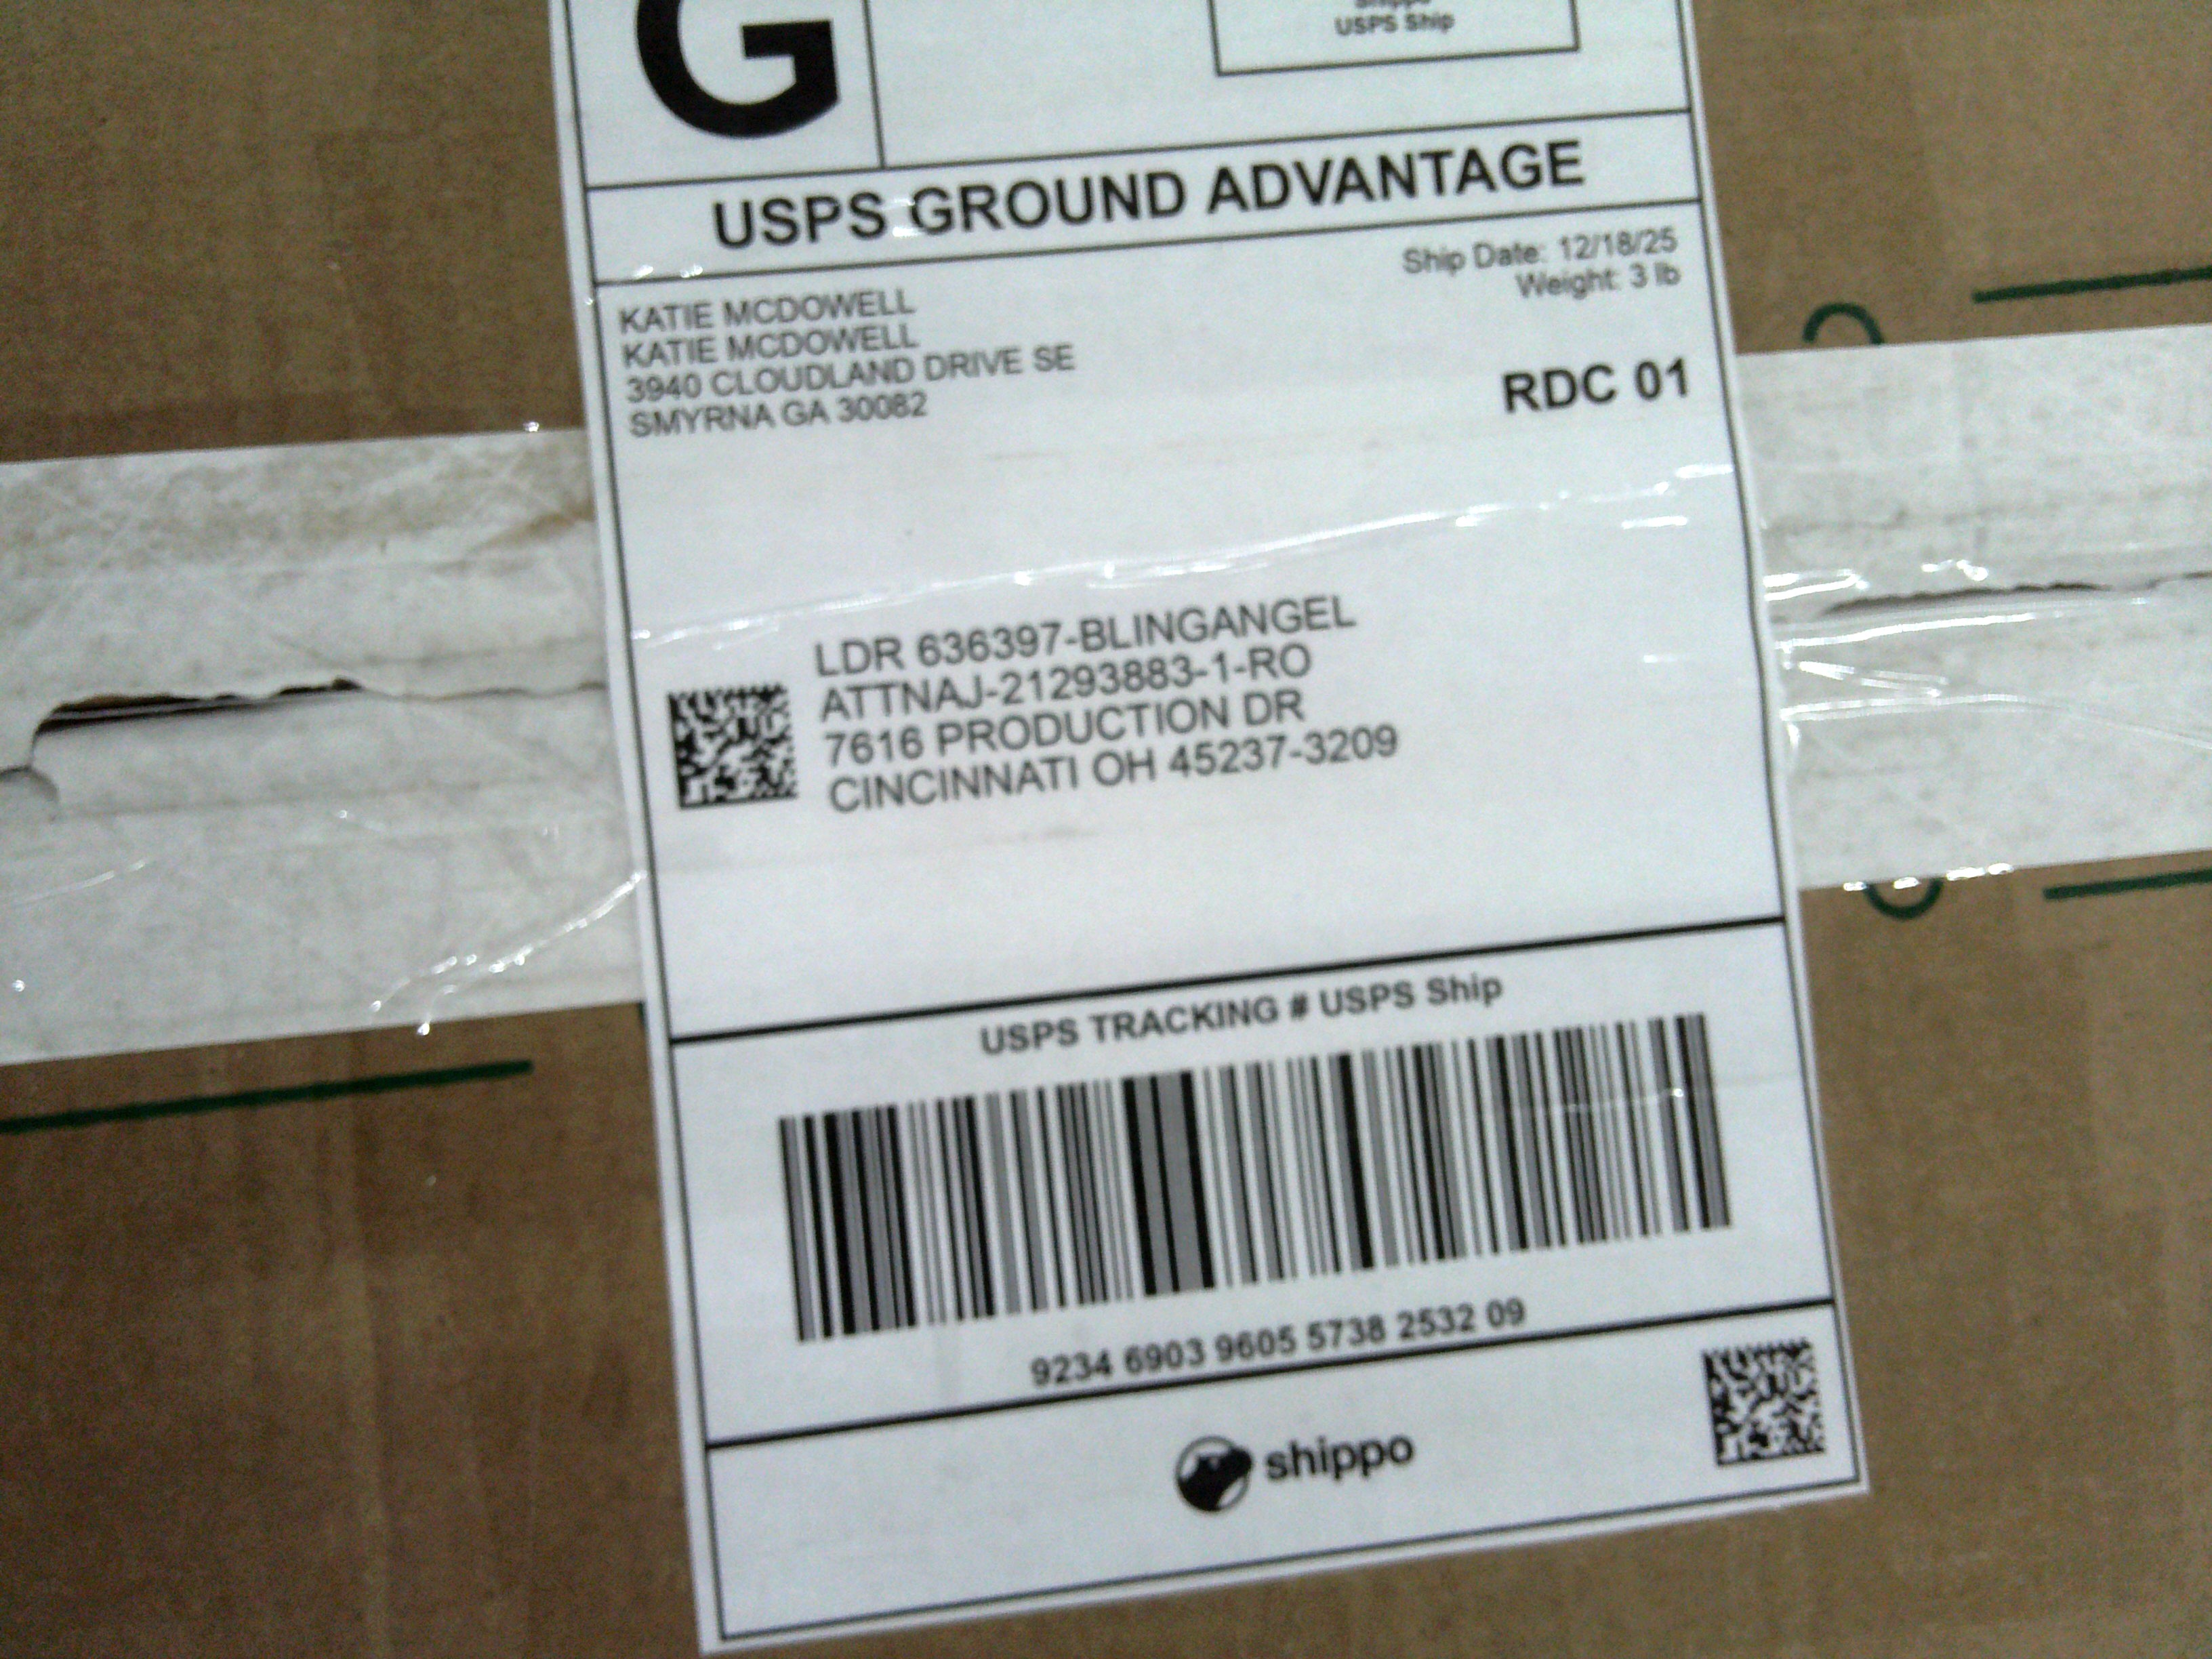 G
USPS Ship
USPS GROUND ADVANTAGE
Ship Date: 12/18/25
Weight: 3 lb
KATIE MCDOWELL
KATIE MCDOWELL
3940 CLOUDLAND DRIVE SE
SMYRNA GA 30082
RDC 01
LDR 636397-BLINGANGEL
ATTNAJ-21293883-1-RO
7616 PRODUCTION DR
CINCINNATI OH 45237-3209
USPS TRACKING # USPS Ship
9234 6903 9605 5738 2532 09
shippo